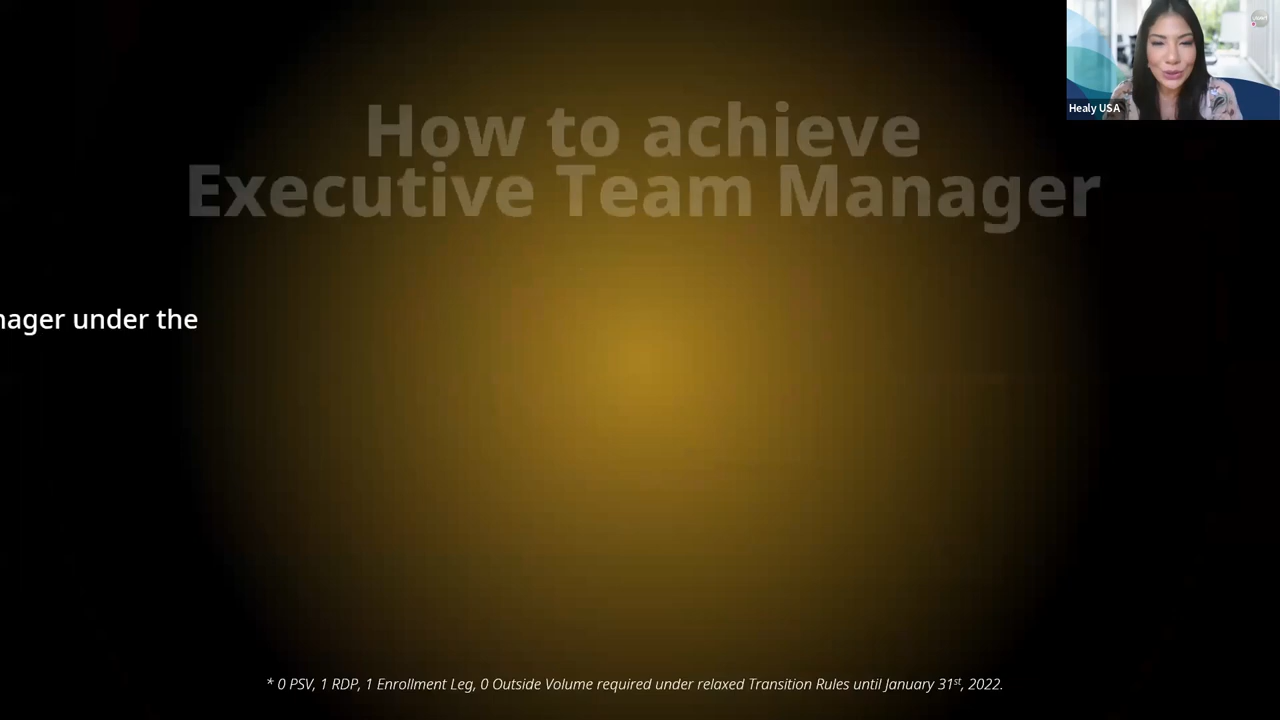 How to achieve
Executive Team Manager
Healy USA
nager under the
* 0 PSV, 1 RDP, 1 Enrollment Leg, 0 Outside Volume required under relaxed Transition Rules until January 31st, 2022.